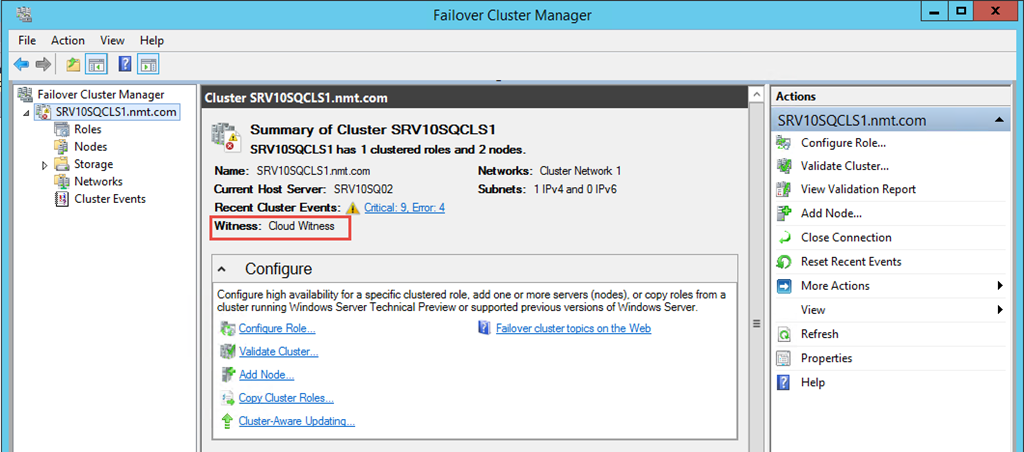 Failover Cluster Manager
File Action View Help
Failover Cluster Manager
SRV10SQCLS1.nmt.com
Roles
Nodes
Storage
Networks
Cluster Events
Cluster SRV10SQCLS1.nmt.com
Summary of Cluster SRV10SQCLS1
SRV10SQCLS1 has 1 clustered roles and 2 nodes.
Name: SRV10SQCLS1.nmt.com
Networks: Cluster Network 1
Current Host Server: SRV10SQ02
Subnets: 1 IPv4 and 0 IPv6
Recent Cluster Events: Critical: 9, Error: 4
Witness: Cloud Witness
Configure
Configure high availability for a specific clustered role, add one or more servers (nodes), or copy roles from a
cluster running Windows Server Technical Preview or supported previous versions of Windows Server.
Configure Role...
Failover cluster topics on the Web
Validate Cluster...
Add Node...
Copy Cluster Roles...
Cluster-Aware Updating...
Actions
SRV10SQCLS1.nmt.com
Configure Role...
Validate Cluster...
View Validation Report
Add Node...
Close Connection
Reset Recent Events
More Actions
View
Refresh
Properties
Help